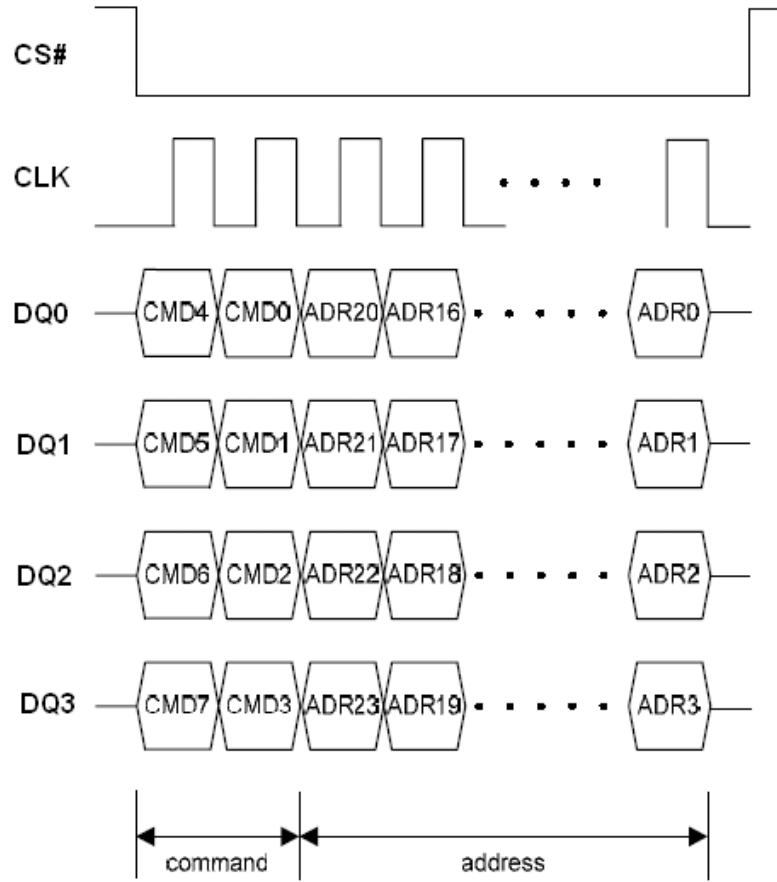 CS#
CLK
DQ0 CMD4 CMD0 ADR20 ADR16 ADR0
DQ1 CMD5 CMD1 ADR21 ADR17 ADR1
DQ2 CMD6 CMD2 ADR22 ADR18 ADR2
DQ3 CMD7 CMD3 ADR23 ADR19 ADR3
command address